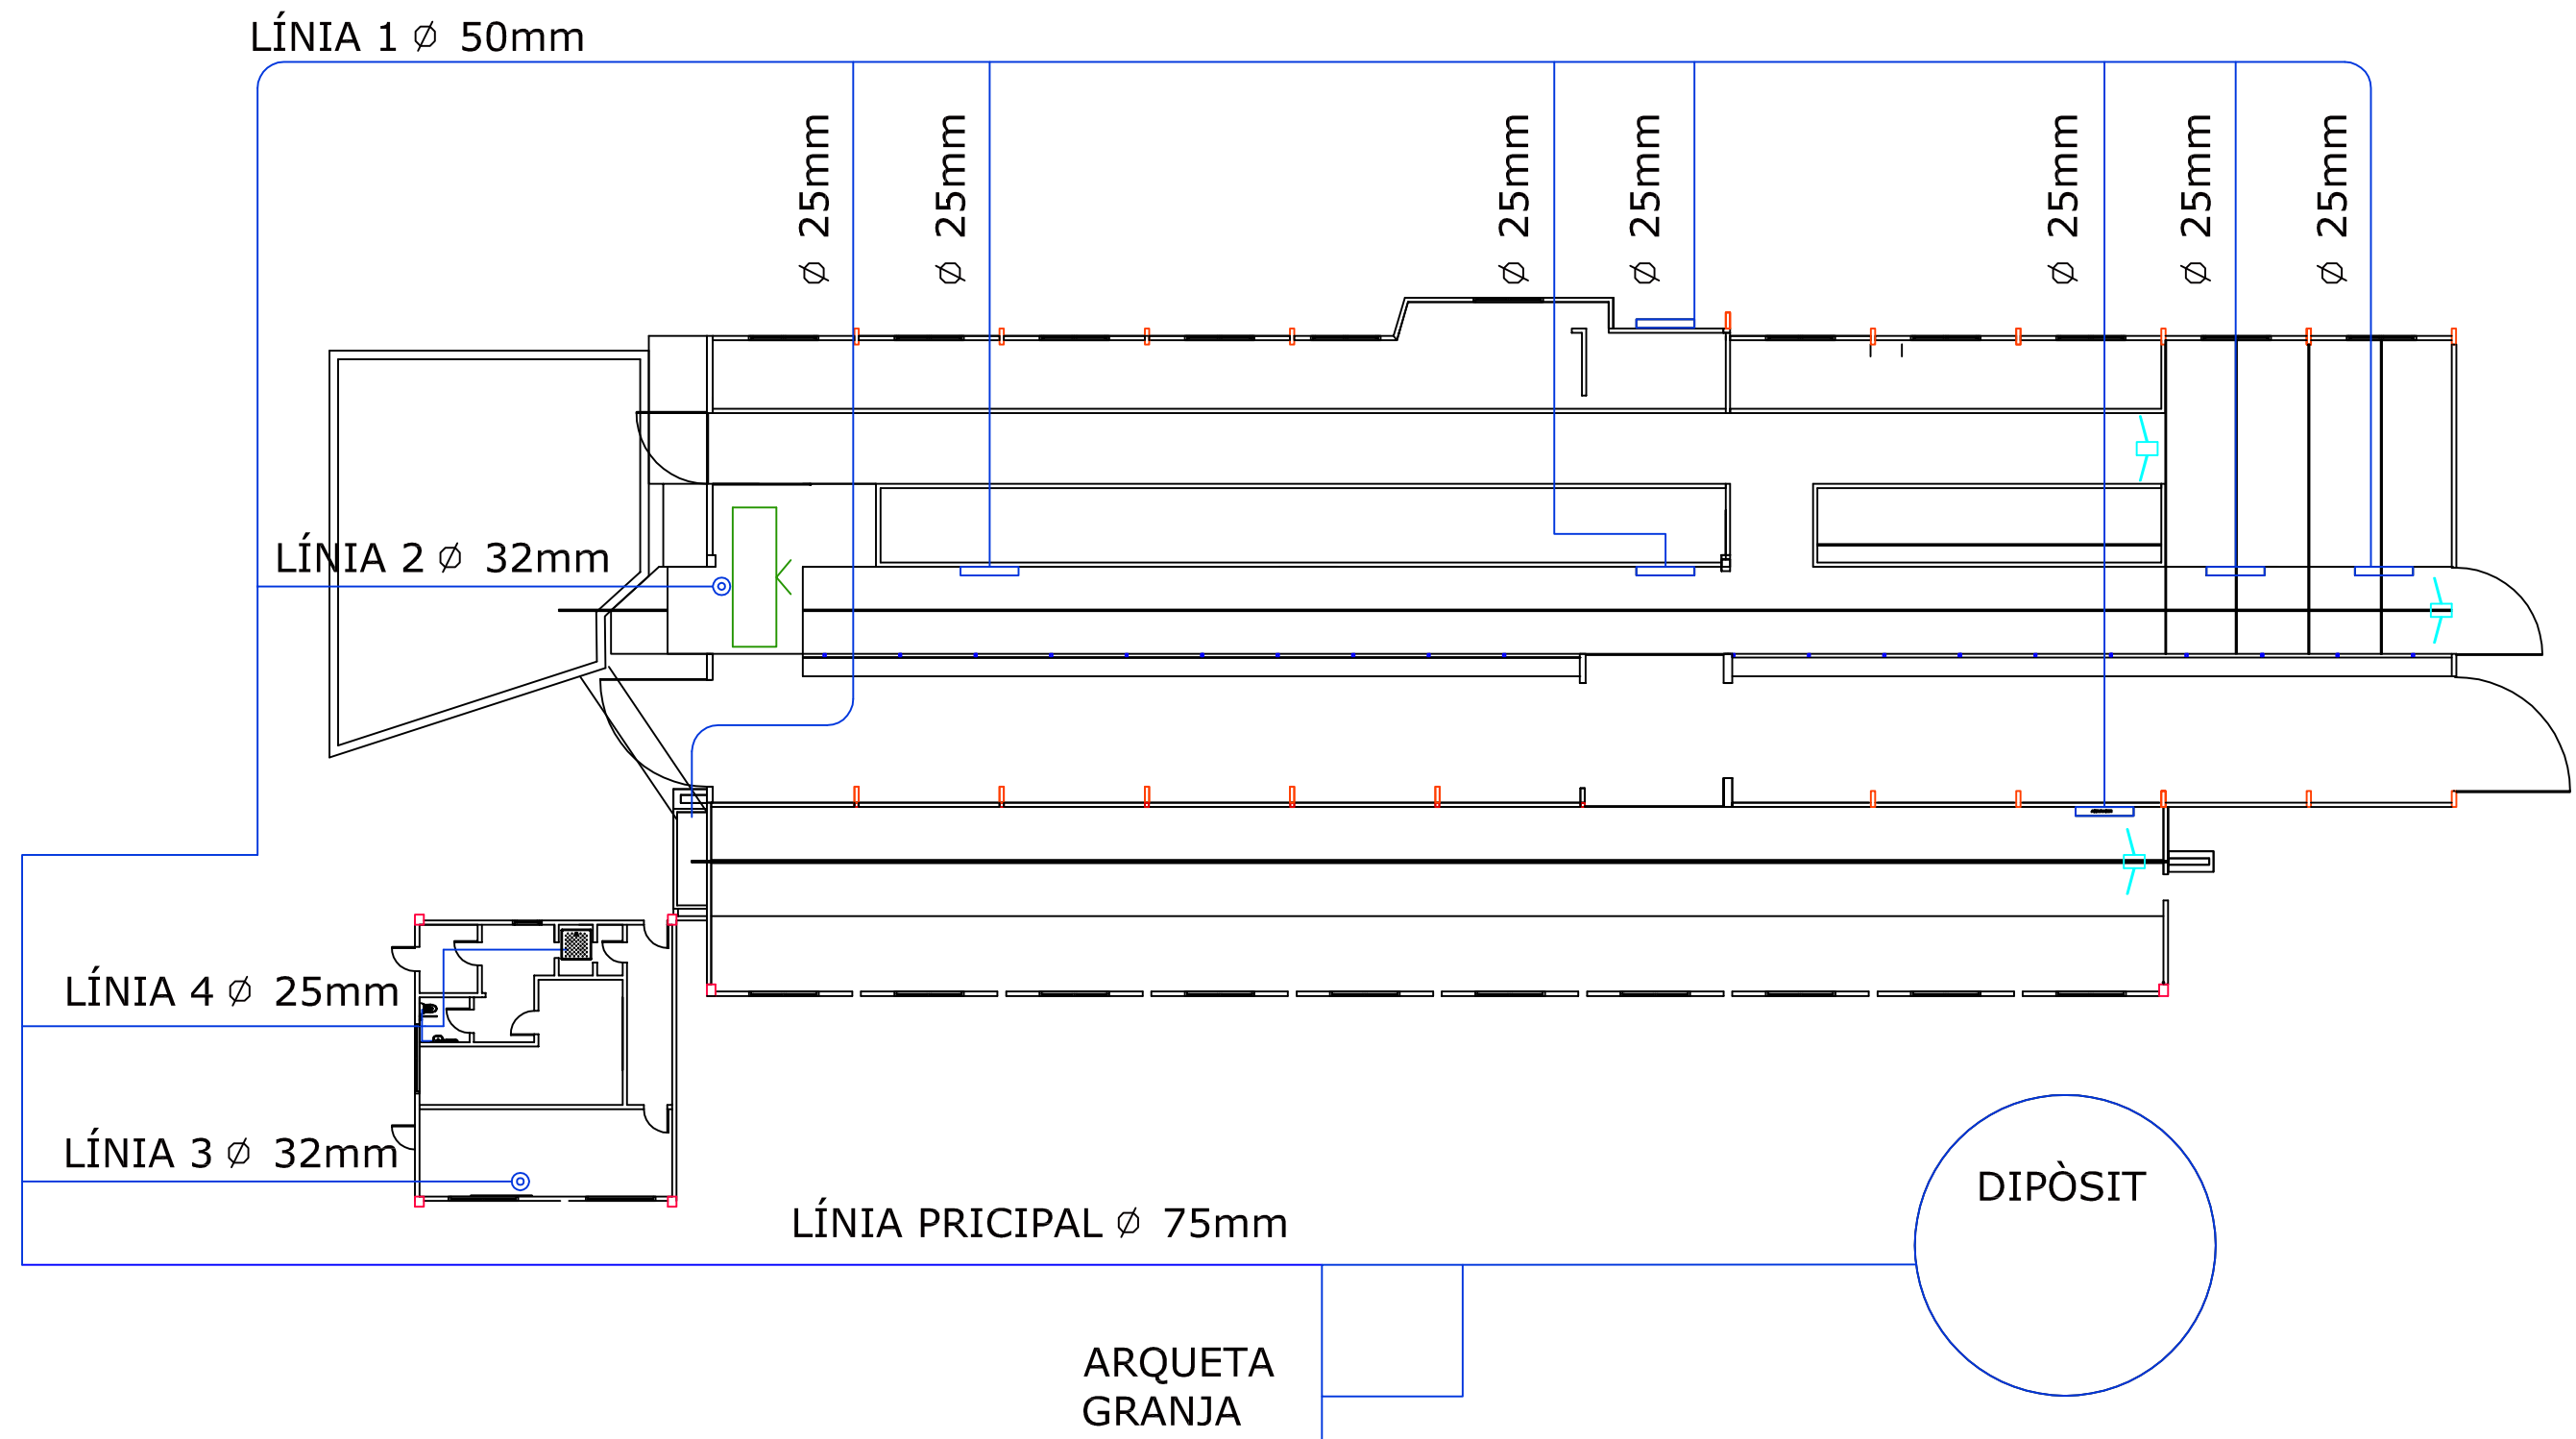 LÍNIA 1 ⌀ 50mm
⌀ 25mm
⌀ 25mm
⌀ 25mm
⌀ 25mm
⌀ 25mm
⌀ 25mm
⌀ 25mm
LÍNIA 2 ⌀ 32mm
LÍNIA 4 ⌀ 25mm
LÍNIA 3 ⌀ 32mm
LÍNIA PRICIPAL ⌀ 75mm
DIPÒSIT
ARQUETA
GRANJA